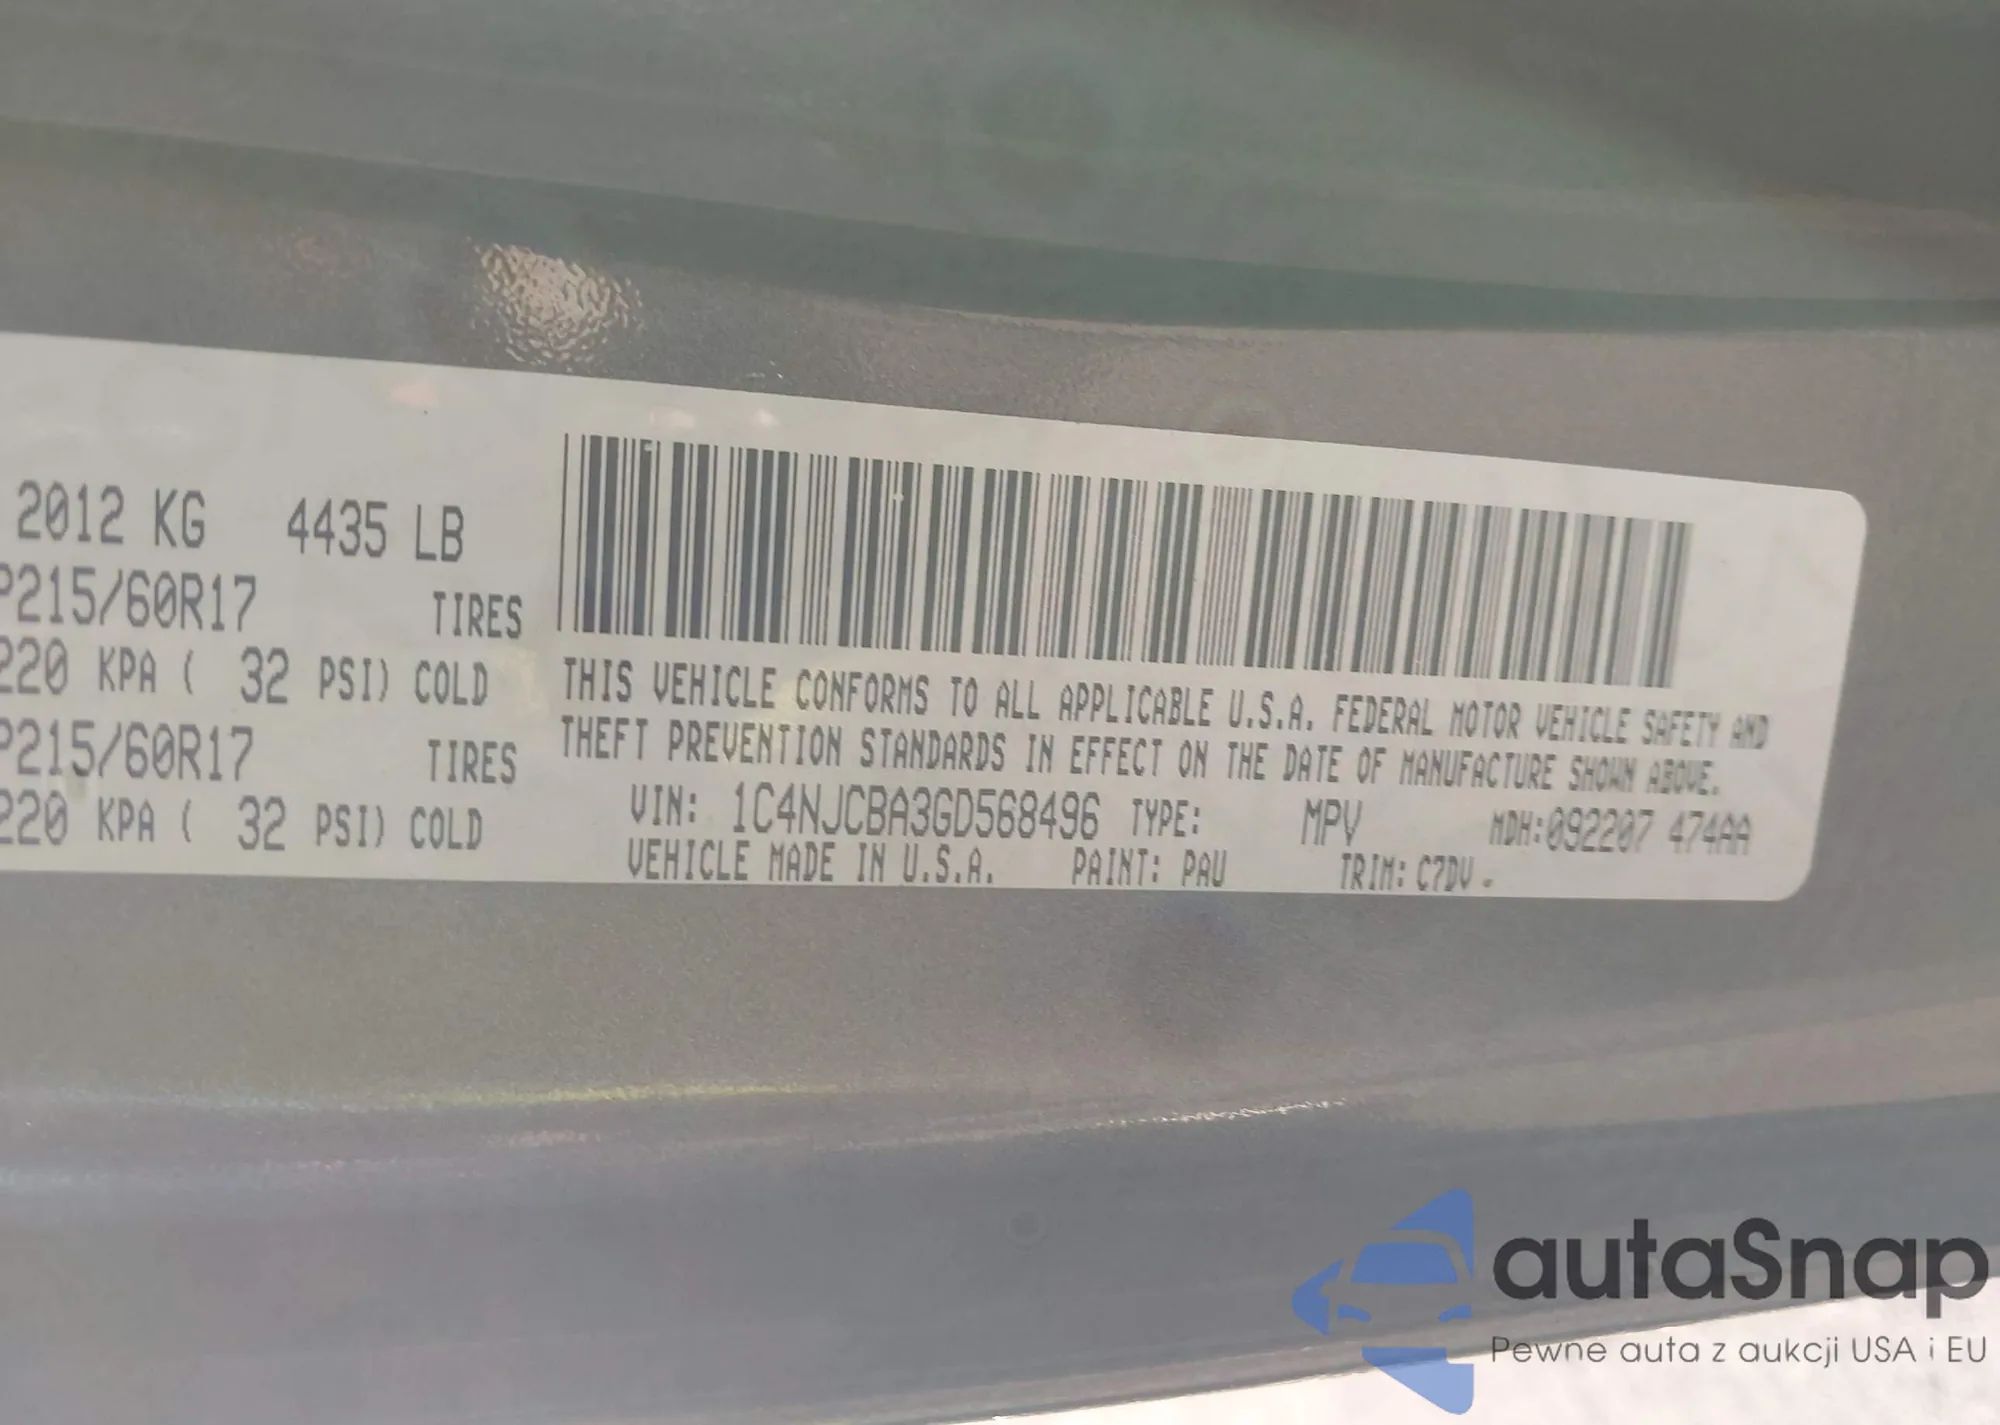 2012 KG 4435 LB
P215/60R17 TIRES
220 KPA ( 32 PSI) COLD
P215/60R17 TIRES
220 KPA ( 32 PSI) COLD
THIS VEHICLE CONFORMS TO ALL APPLICABLE U.S.A. FEDERAL MOTOR VEHICLE SAFETY AND
THEFT PREVENTION STANDARDS IN EFFECT ON THE DATE OF MANUFACTURE SHOWN ABOVE.
VIN: 1C4NJCBA3GD568496 TYPE: MPV MDH:092207 474AA
VEHICLE MADE IN U.S.A. PAINT: PAU TRIM: C7DV -
autaSnap
Pewne auta z aukcji USA i EU